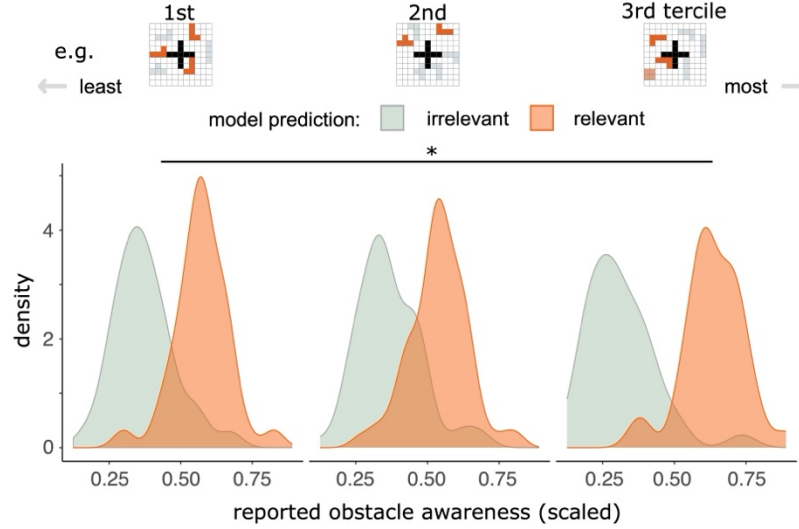 1st 2nd 3rd tercile
e.g.
least most
model prediction: irrelevant relevant
*
density
4
2
0
0.25 0.50 0.75 0.25 0.50 0.75 0.25 0.50 0.75
reported obstacle awareness (scaled)